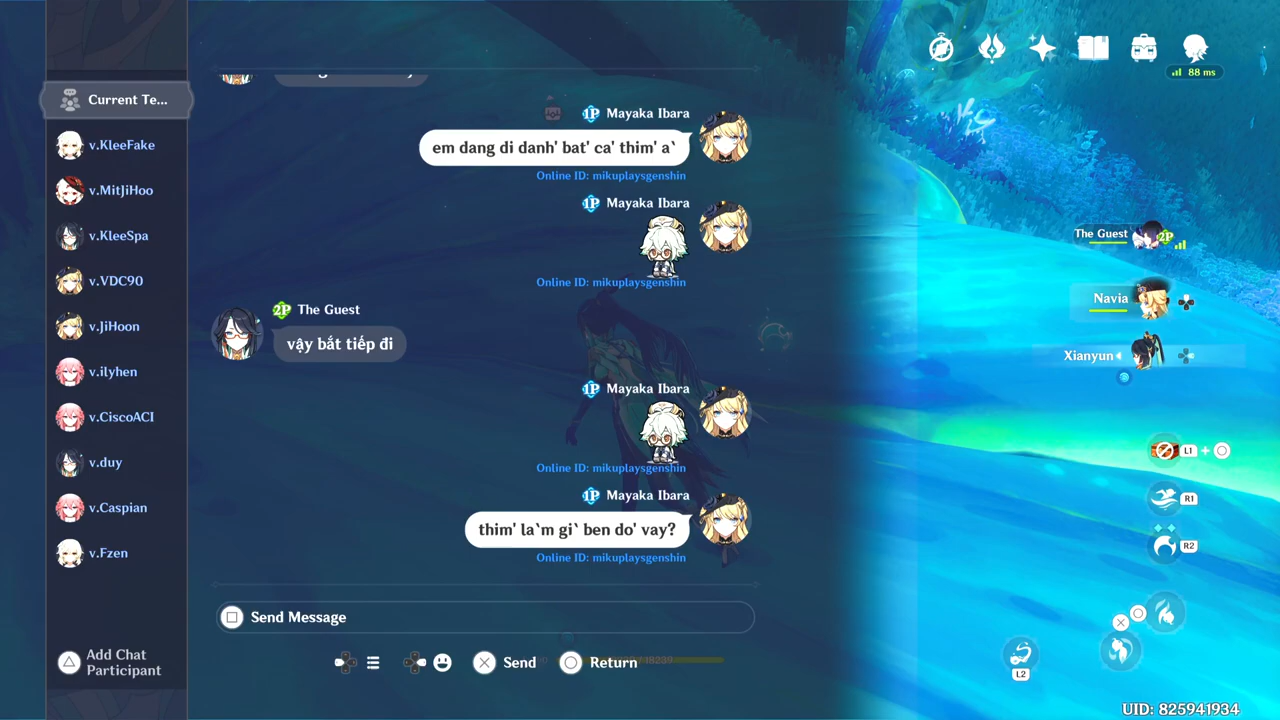 Current Te...
v.KleeFake
v.MitJiHoo
v.KleeSpa
v.VDC90
v.JiHoon
v.ilyhen
v.CiscoACI
v.duy
v.Caspian
v.Fzen
Add Chat
Participant
1P Mayaka Ibara
em dang di danh' bat' ca' thim' a`
Online ID: mikuplaysgenshin
1P Mayaka Ibara
Online ID: mikuplaysgenshin
2P The Guest
vậy bắt tiếp đi
1P Mayaka Ibara
Online ID: mikuplaysgenshin
1P Mayaka Ibara
thim' la`m gi` ben do' vay?
Online ID: mikuplaysgenshin
Send Message
Send
Return
88 ms
The Guest
2P
Navia
Xianyun
L1 +
R1
R2
L2
UID: 825941934